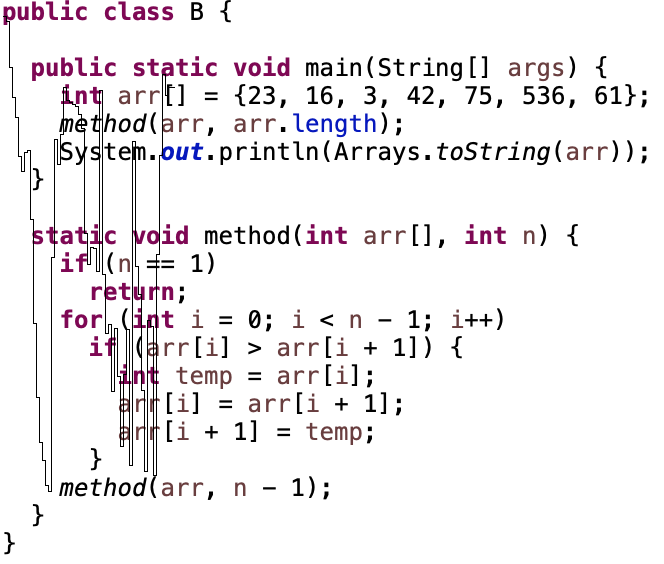 public class B {
public static void main(String[] args) {
int arr[] = {23, 16, 3, 42, 75, 536, 61};
method(arr, arr.length);
System.out.println(Arrays.toString(arr));
}
static void method(int arr[], int n) {
if (n == 1)
return;
for (int i = 0; i < n - 1; i++)
if (arr[i] > arr[i + 1]) {
int temp = arr[i];
arr[i] = arr[i + 1];
arr[i + 1] = temp;
}
method(arr, n - 1);
}
}